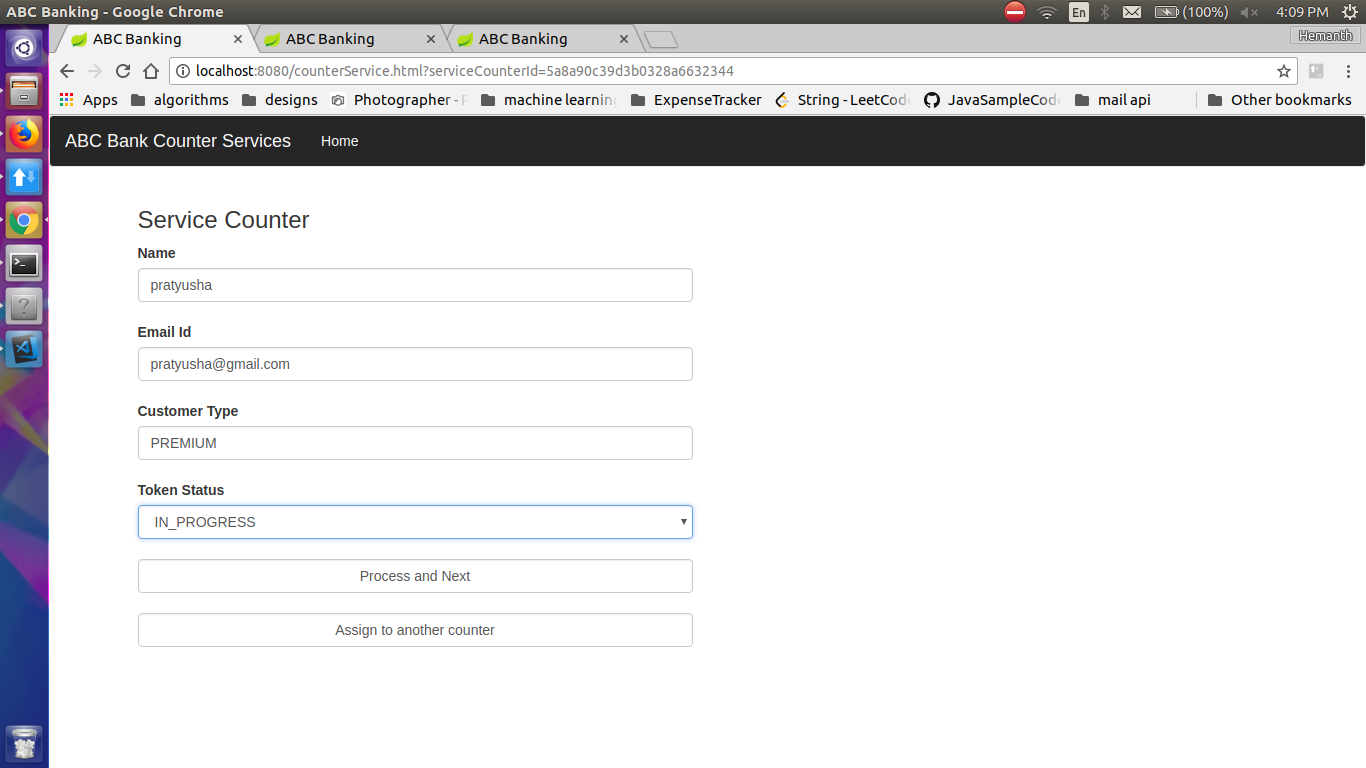 ABC Banking - Google Chrome
En
(100%)
4:09 PM
ABC Banking
ABC Banking
ABC Banking
Hemanth
localhost:8080/counterService.html?serviceCounterId=5a8a90c39d3b0328a6632344
Apps algorithms designs Photographer - machine learning ExpenseTracker String - LeetCode JavaSampleCode mail api Other bookmarks
ABC Bank Counter Services Home
Service Counter
Name
pratyusha
Email Id
pratyusha@gmail.com
Customer Type
PREMIUM
Token Status
IN_PROGRESS
Process and Next
Assign to another counter